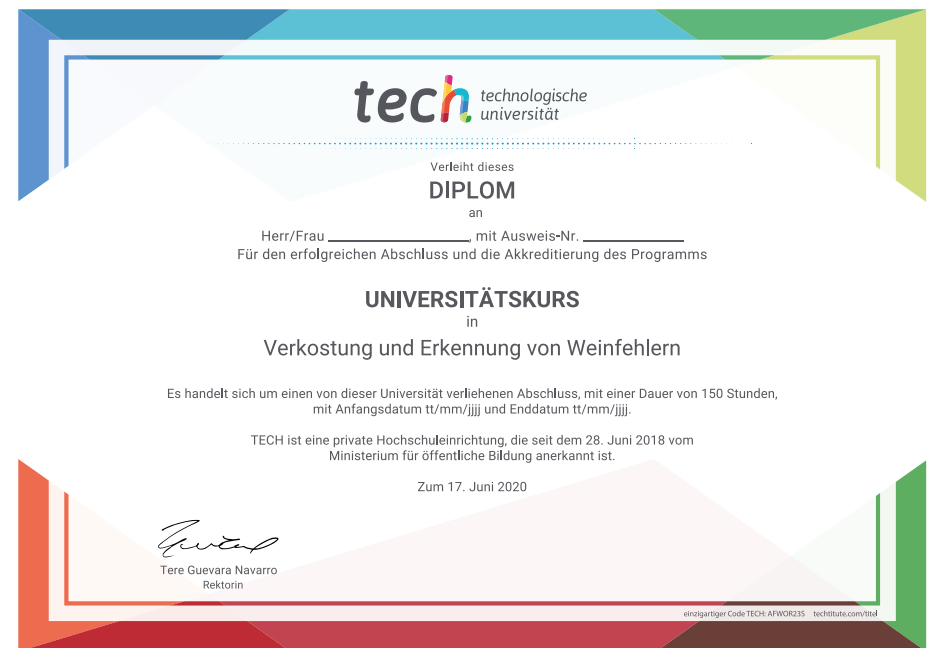 tech technologische
universität
Verleiht dieses
DIPLOM
an
Herr/Frau ____________________, mit Ausweis-Nr. ______________
Für den erfolgreichen Abschluss und die Akkreditierung des Programms
UNIVERSITÄTSKURS
in
Verkostung und Erkennung von Weinfehlern
Es handelt sich um einen von dieser Universität verliehenen Abschluss, mit einer Dauer von 150 Stunden,
mit Anfangsdatum tt/mm/jjjj und Enddatum tt/mm/jjjj.
TECH ist eine private Hochschuleinrichtung, die seit dem 28. Juni 2018 vom
Ministerium für öffentliche Bildung anerkannt ist.
Zum 17. Juni 2020
Tere Guevara Navarro
Rektorin
einzigartiger Code TECH: AFWOR23S techtitute.com/titel